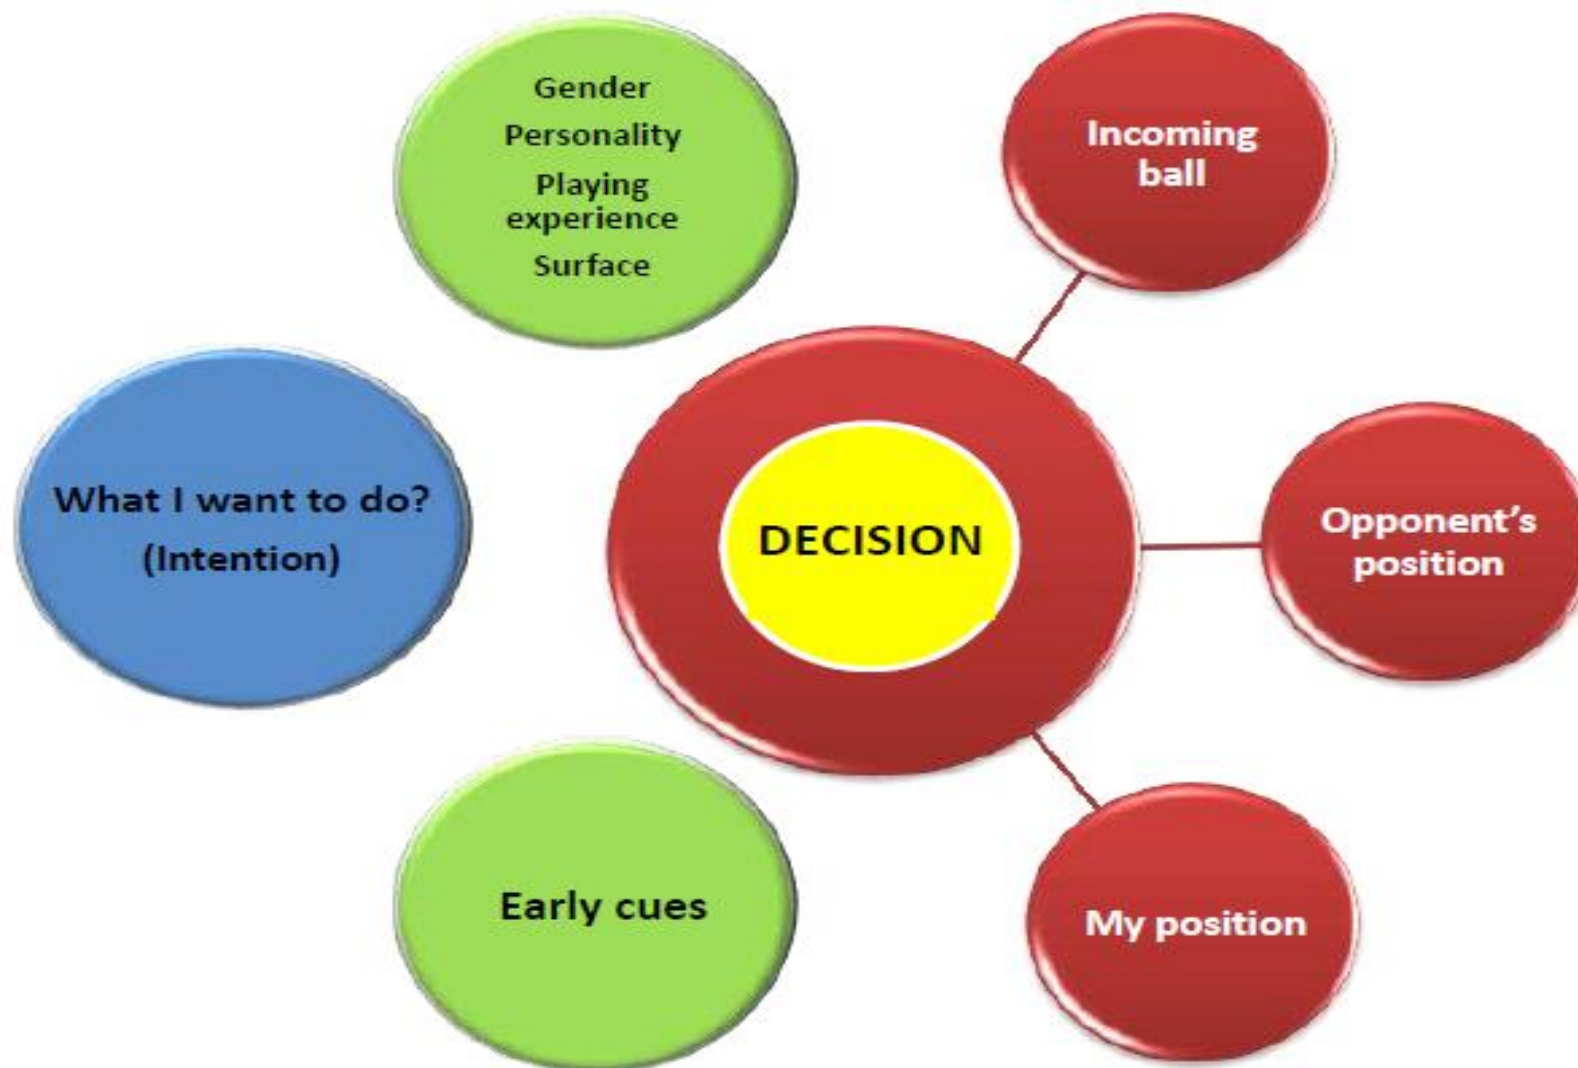 Gender
Personality
Playing
experience
Surface
Incoming
ball
What I want to do?
(Intention)
DECISION
Opponent's
position
Early cues
My position